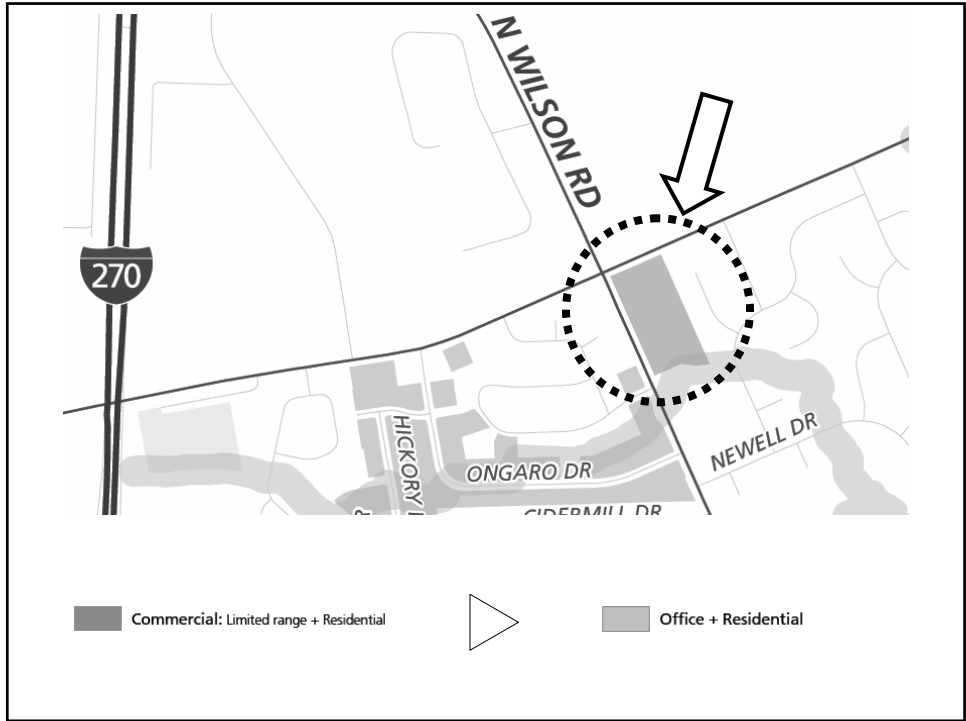 N WILSON RD
270
HICKORY
ONGARO DR
NEWELL DR
CIDERMILL DR
Commercial: Limited range + Residential
Office + Residential